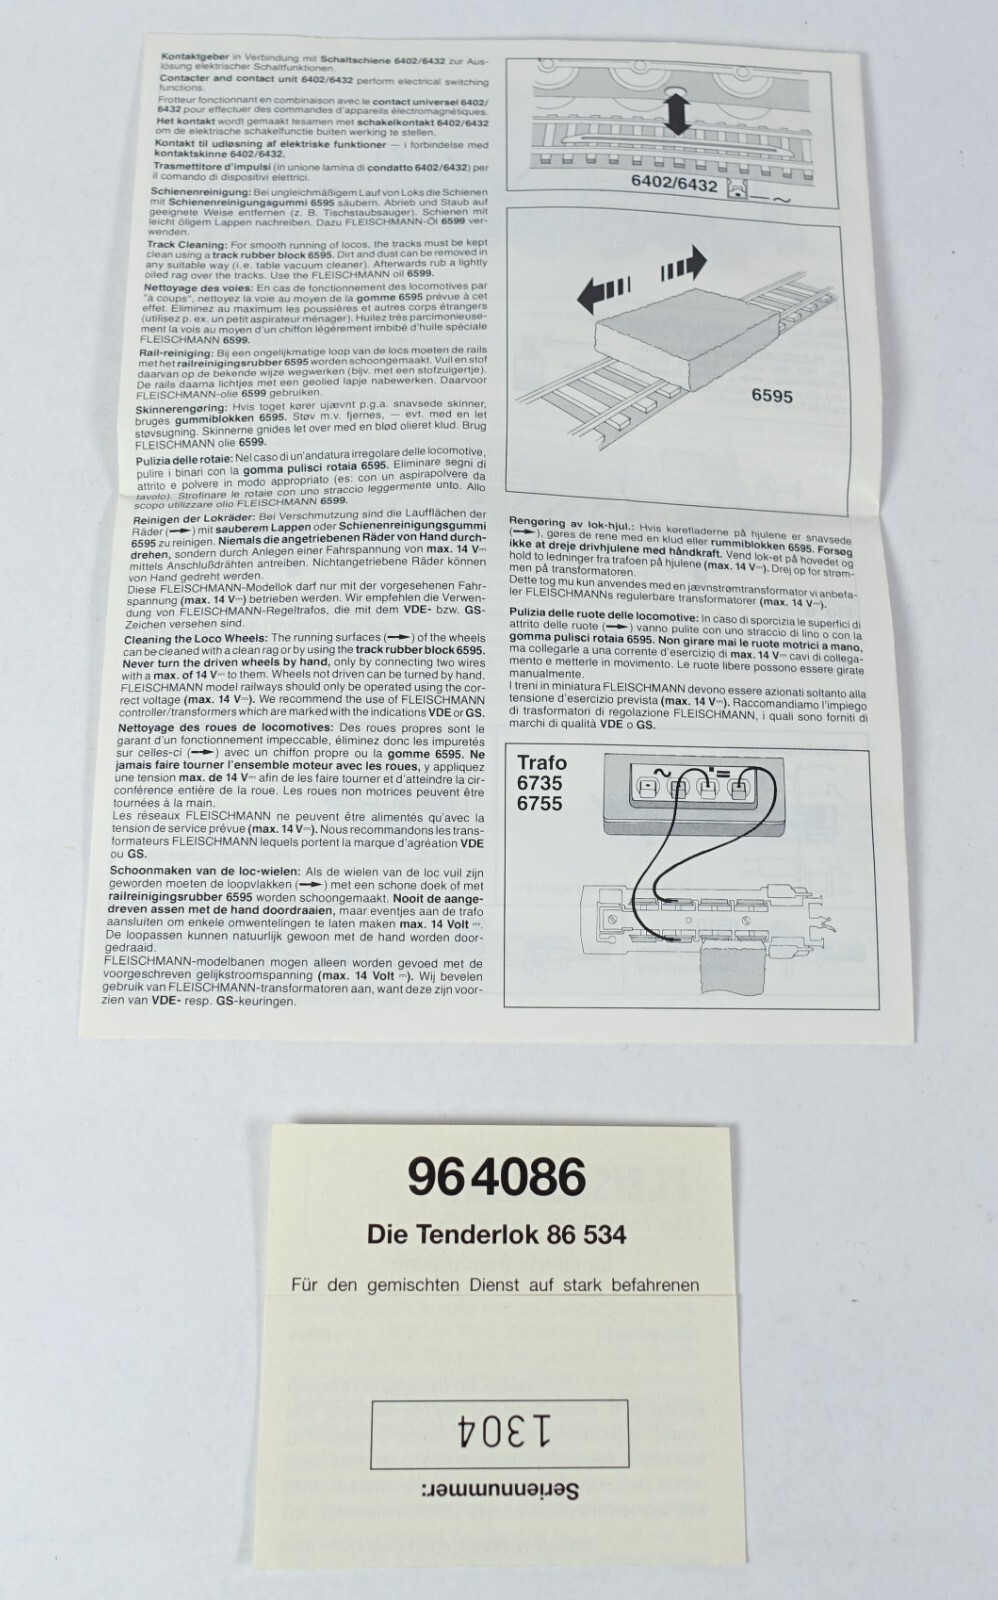 Kontaktgeber in Verbindung mit Schaltschiene 6402/6432 zur Aus-
lösung elektrischer Schaltfunktionen.
Contacter and contact unit 6402/6432 perform electrical switching
functions.
Frotteur fonctionnant en combinaison avec le contact universel 6402/
6432 pour effectuer des commandes d'appareils électromagnétiques.
Het kontakt wordt gemaakt tesamen met schakelkontakt 6402/6432
om de elektrische schakelfunctie buiten werking te stellen.
Kontakt til udløsning af elektriske funktioner — i forbindelse med
kontaktskinne 6402/6432.
Trasmettitore d'impulsi (in unione lamina di condatto 6402/6432) per
il comando di dispositivi elettrici.
Schienenreinigung: Bei ungleichmäßigem Lauf von Loks die Schienen
mit Schienenreinigungsgummi 6595 säubern. Abrieb und Staub auf
geeignete Weise entfernen (z. B. Tischstaubsauger). Schienen mit
leicht öligem Lappen nachreiben. Dazu FLEISCHMANN-Öl 6599 ver-
wenden.
Track Cleaning: For smooth running of locos, the tracks must be kept
clean using a track rubber block 6595. Dirt and dust can be removed in
any suitable way (i.e. table vacuum cleaner). Afterwards rub a lightly
oiled rag over the tracks. Use the FLEISCHMANN oil 6599.
Nettoyage des voies: En cas de fonctionnement des locomotives par
"à coups", nettoyez la voie au moyen de la gomme 6595 prévue à cet
effet. Eliminez au maximum les poussières et autres corps étrangers
(utilisez p. ex. un petit aspirateur ménager). Huilez très parcimonieuse-
ment la vois au moyen d'un chiffon légèrement imbibé d'huile spéciale
FLEISCHMANN 6599.
Rail-reiniging: Bij een ongelijkmatige loop van de locs moeten de rails
met het railreinigingsrubber 6595 worden schoongemaakt. Vuil en stof
daarvan op de bekende wijze wegwerken (bijv. met een stofzuigertje).
De rails daarna lichtjes met een geolied lapje nabewerken. Daarvoor
FLEISCHMANN-olie 6599 gebruiken.
Skinnerengøring: Hvis toget kører ujævnt p.g.a. snavsede skinner,
bruges gummiblokken 6595. Støv m.v. fjernes, — evt. med en let
støvsugning. Skinnerne gnides let over med en blød olieret klud. Brug
FLEISCHMANN olie 6599.
Pulizia delle rotaie: Nel caso di un'andatura irregolare delle locomotive,
pulire i binari con la gomma pulisci rotaia 6595. Eliminare segni di
attrito e polvere in modo appropriato (es: con un aspirapolvere da
tavolo). Strofinare le rotaie con uno straccio leggermente unto. Allo
scopo utilizzare olio FLEISCHMANN 6599.
Reinigen der Lokräder: Bei Verschmutzung sind die Laufflächen der
Räder (➞) mit sauberem Lappen oder Schienenreinigungsgummi
6595 zu reinigen. Niemals die angetriebenen Räder von Hand durch-
drehen, sondern durch Anlegen einer Fahrspannung von max. 14 V⎓
mittels Anschlußdrähten antreiben. Nichtangetriebene Räder können
von Hand gedreht werden.
Diese FLEISCHMANN-Modellok darf nur mit der vorgesehenen Fahr-
spannung (max. 14 V⎓) betrieben werden. Wir empfehlen die Verwen-
dung von FLEISCHMANN-Regeltrafos, die mit dem VDE- bzw. GS-
Zeichen versehen sind.
Cleaning the Loco Wheels: The running surfaces (➞) of the wheels
can be cleaned with a clean rag or by using the track rubber block 6595.
Never turn the driven wheels by hand, only by connecting two wires
with a max. of 14 V⎓ to them. Wheels not driven can be turned by hand.
FLEISCHMANN model railways should only be operated using the cor-
rect voltage (max. 14 V⎓). We recommend the use of FLEISCHMANN
controller/transformers which are marked with the indications VDE or GS.
Nettoyage des roues de locomotives: Des roues propres sont le
garant d'un fonctionnement impeccable, éliminez donc les impuretés
sur celles-ci (➞) avec un chiffon propre ou la gomme 6595. Ne
jamais faire tourner l'ensemble moteur avec les roues, y appliquez
une tension max. de 14 V⎓ afin de les faire tourner et d'atteindre la cir-
conférence entière de la roue. Les roues non motrices peuvent être
tournées à la main.
Les réseaux FLEISCHMANN ne peuvent être alimentés qu'avec la
tension de service prévue (max. 14 V⎓). Nous recommandons les trans-
formateurs FLEISCHMANN lequels portent la marque d'agréation VDE
ou GS.
Schoonmaken van de loc-wielen: Als de wielen van de loc vuil zijn
geworden moeten de loopvlakken (➞) met een schone doek of met
railreinigingsrubber 6595 worden schoongemaakt. Nooit de aange-
dreven assen met de hand doordraaien, maar eventjes aan de trafo
aansluiten om enkele omwentelingen te laten maken max. 14 Volt ⎓.
De loopassen kunnen natuurlijk gewoon met de hand worden door-
gedraaid.
FLEISCHMANN-modelbanen mogen alleen worden gevoed met de
voorgeschreven gelijkstroomspanning (max. 14 Volt ⎓). Wij bevelen
gebruik van FLEISCHMANN-transformatoren aan, want deze zijn voor-
zien van VDE- resp. GS-keuringen.
6402/6432
6595
Rengøring av lok-hjul.: Hvis kørefladerne på hjulene er snavsede
(➞), gøres de rene med en klud eller rummiblokken 6595. Forsøg
ikke at dreje drivhjulene med håndkraft. Vend lok-et på hovedet og
hold to ledninger fra trafoen på hjulene (max. 14 V⎓). Drej op for strøm-
men på transformatoren.
Dette tog mu kun anvendes med en jævnstrømtransformator vi anbefa-
ler FLEISCHMANNs regulerbare transformatorer (max. 14 V⎓).
Pulizia delle ruote delle locomotive: In caso di sporcizia le superfici di
attrito delle ruote (➞) vanno pulite con uno straccio di lino o con la
gomma pulisci rotaia 6595. Non girare mai le ruote motrici a mano,
ma collegarle a una corrente d'esercizio di max. 14 V⎓ cavi di collega-
mento e metterle in movimento. Le ruote libere possono essere girate
manualmente.
I treni in miniatura FLEISCHMANN devono essere azionati soltanto alla
tensione d'esercizio prevista (max. 14 V⎓). Raccomandiamo l'impiego
di trasformatori di regolazione FLEISCHMANN, i quali sono forniti di
marchi di qualità VDE o GS.
Trafo
6735
6755
96 4086
Die Tenderlok 86 534
Für den gemischten Dienst auf stark befahrenen
1304
Seriennummer: